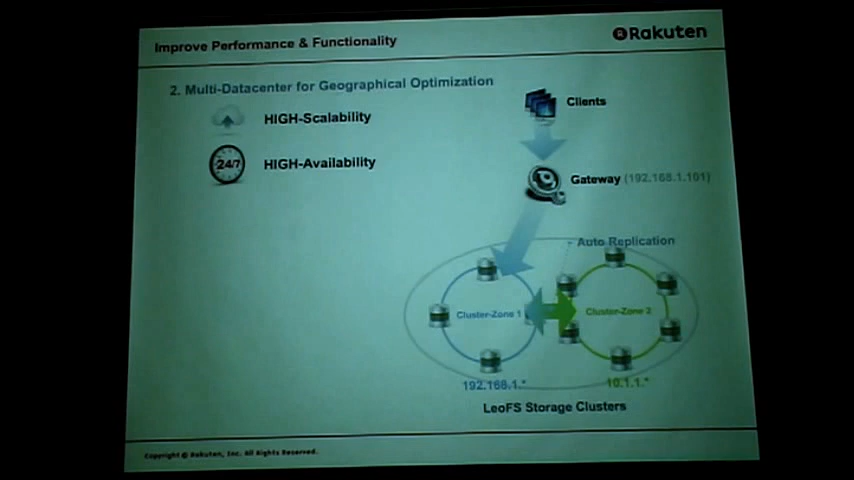 Improve Performance & Functionality
Rakuten
2. Multi-Datacenter for Geographical Optimization
HIGH-Scalability
24/7
HIGH-Availability
Clients
Gateway (192.168.1.101)
Auto Replication
Cluster-Zone 1
Cluster-Zone 2
192.168.1.*
10.1.1.*
LeoFS Storage Clusters
Copyright © Rakuten, Inc. All Rights Reserved.